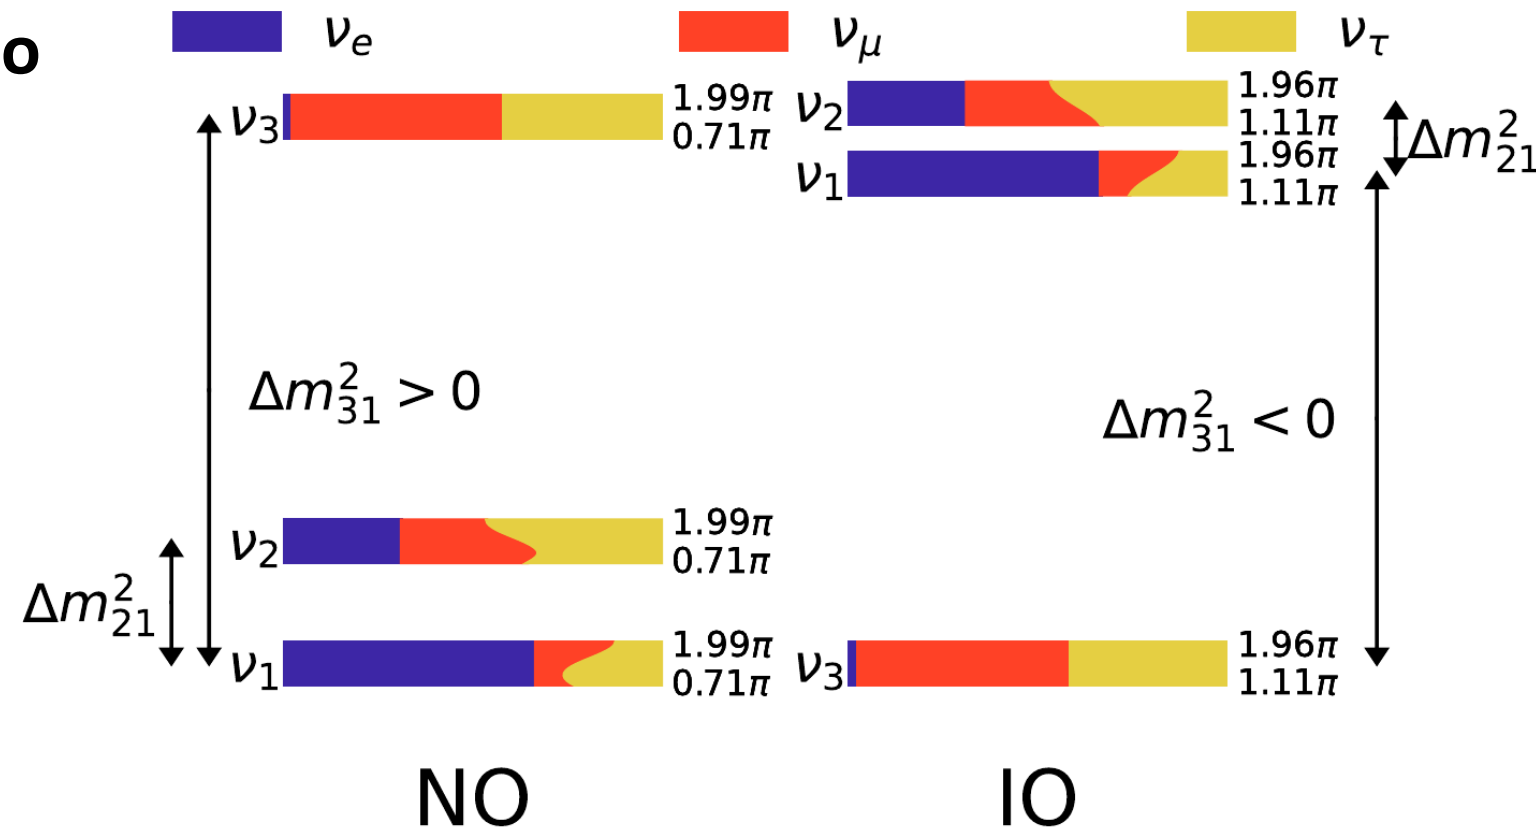 o
νₑ
ν_μ
ν_τ
ν₃
1.99π
0.71π
Δm²₃₁ > 0
ν₂
1.99π
0.71π
Δm²₂₁
ν₁
1.99π
0.71π
NO
ν₂
1.96π
1.11π
Δm²₂₁
ν₁
1.96π
1.11π
Δm²₃₁ < 0
ν₃
1.96π
1.11π
IO